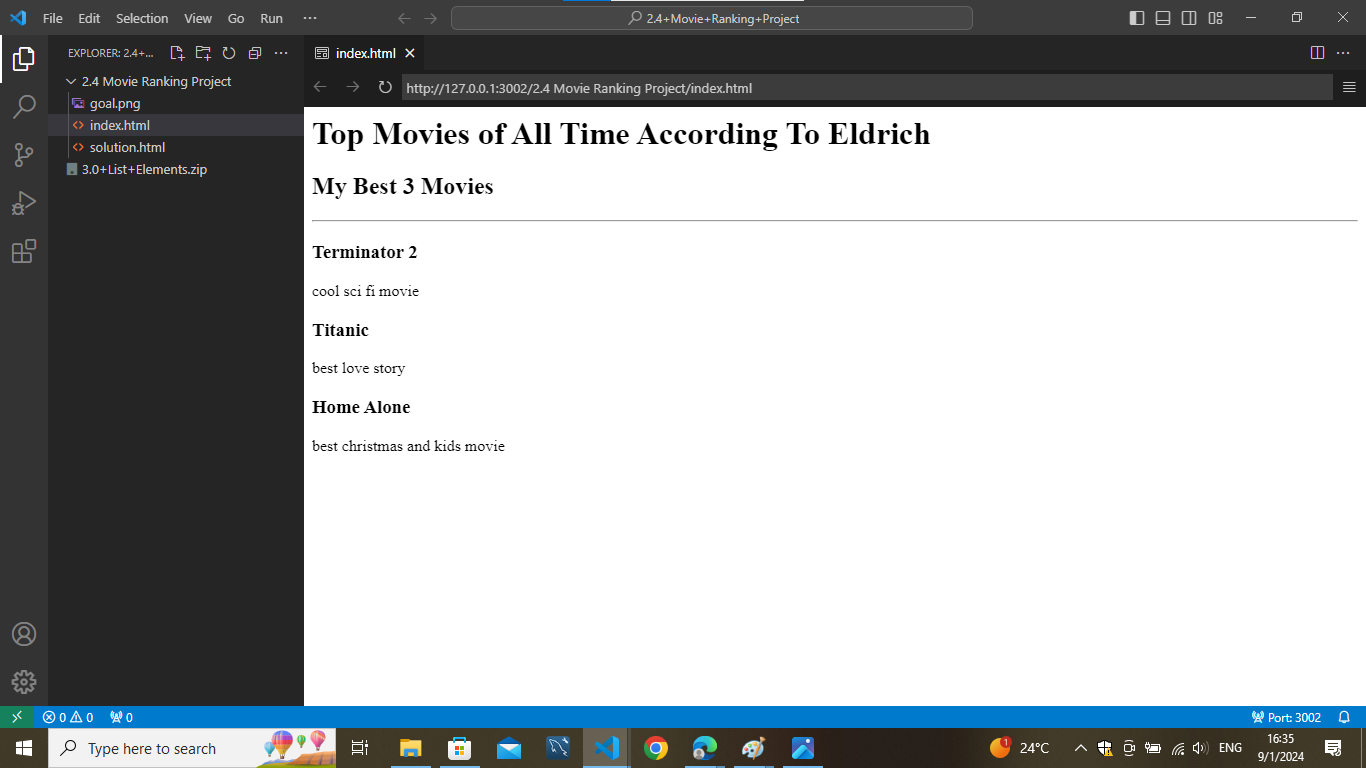 File Edit Selection View Go Run ···
2.4+Movie+Ranking+Project
EXPLORER: 2.4+...
index.html
2.4 Movie Ranking Project
goal.png
index.html
solution.html
3.0+List+Elements.zip
http://127.0.0.1:3002/2.4 Movie Ranking Project/index.html
Top Movies of All Time According To Eldrich
My Best 3 Movies
Terminator 2
cool sci fi movie
Titanic
best love story
Home Alone
best christmas and kids movie
0 0 0
Port: 3002
Type here to search
1
24°C
ENG
16:35
9/1/2024